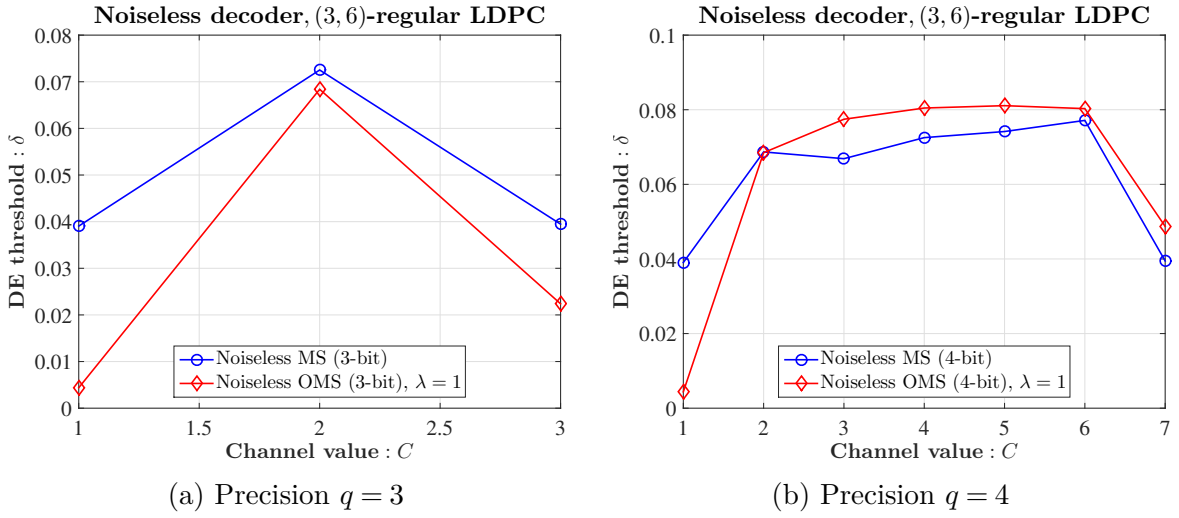 Noiseless decoder, (3, 6)-regular LDPC
0.08
0.07
0.06
0.05
0.04
0.03
0.02
0.01
0
DE threshold : δ
Noiseless MS (3-bit)
Noiseless OMS (3-bit), λ = 1
1
1.5
2
2.5
3
Channel value : C
(a) Precision q = 3
Noiseless decoder, (3, 6)-regular LDPC
0.1
0.08
0.06
0.04
0.02
0
DE threshold : δ
Noiseless MS (4-bit)
Noiseless OMS (4-bit), λ = 1
1
2
3
4
5
6
7
Channel value : C
(b) Precision q = 4